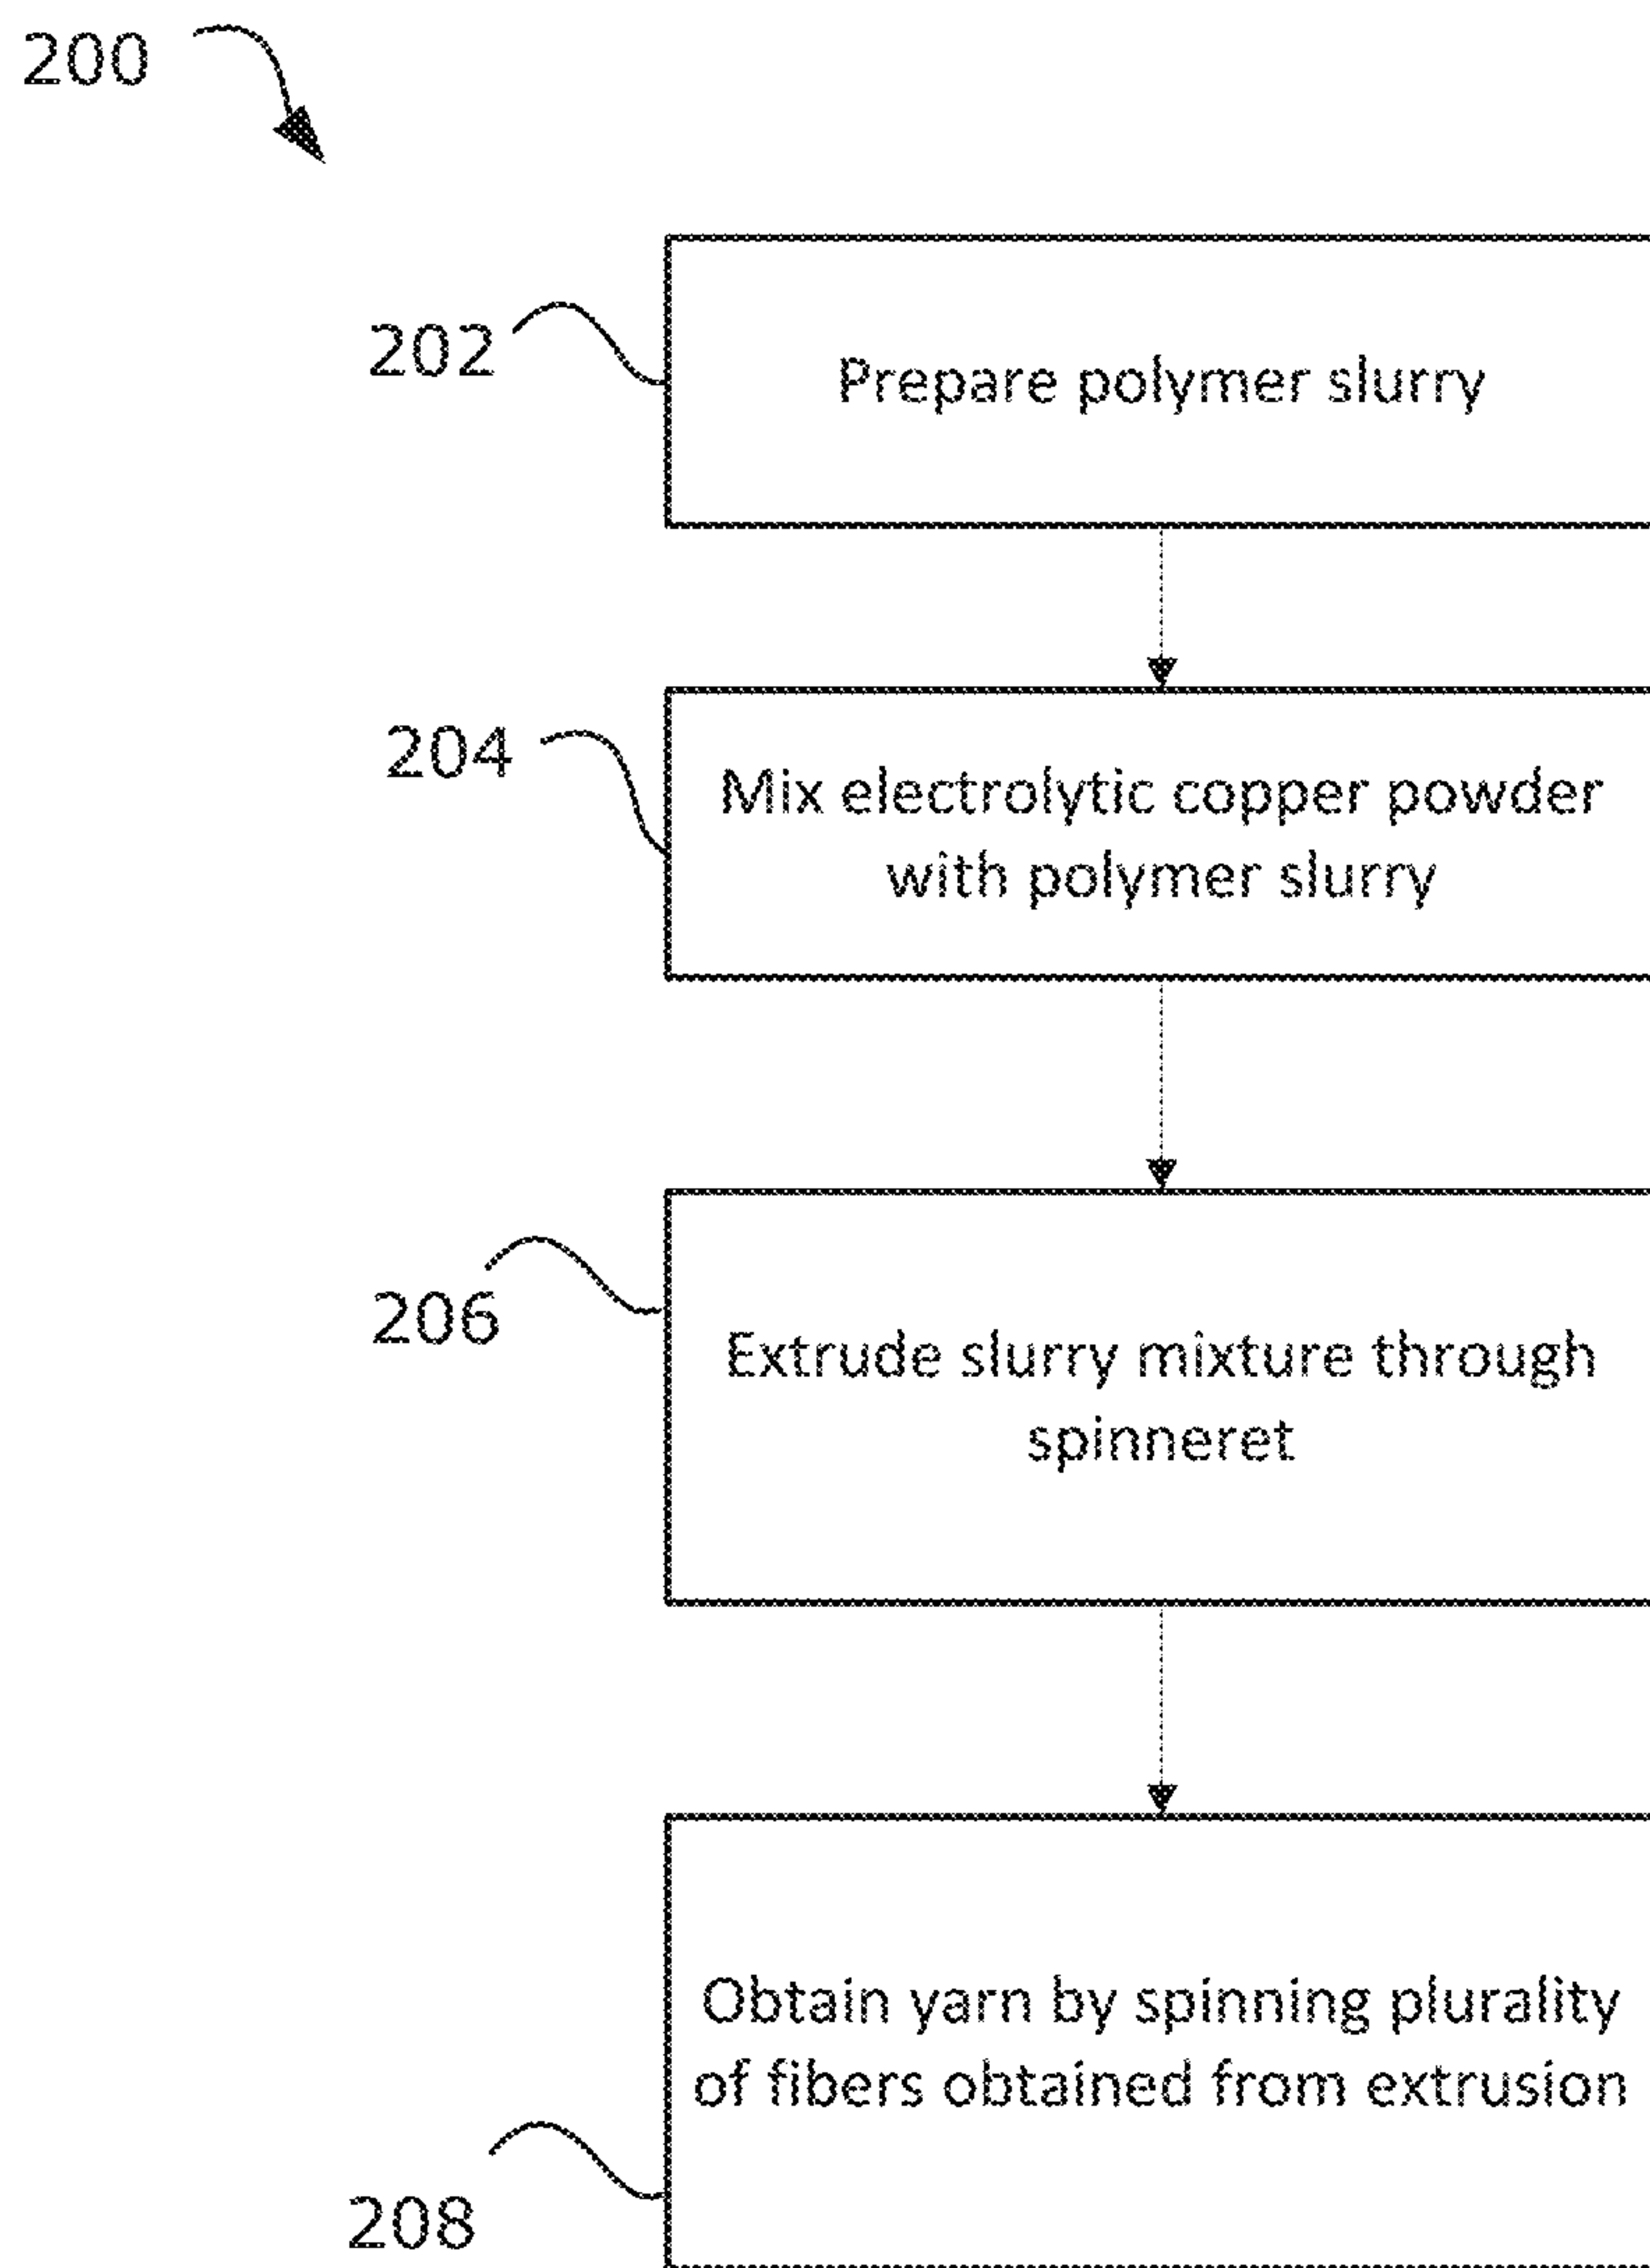 200
202
Prepare polymer slurry
204
Mix electrolytic copper powder
with polymer slurry
206
Extrude slurry mixture through
spinneret
Obtain yarn by spinning plurality
of fibers obtained from extrusion
208